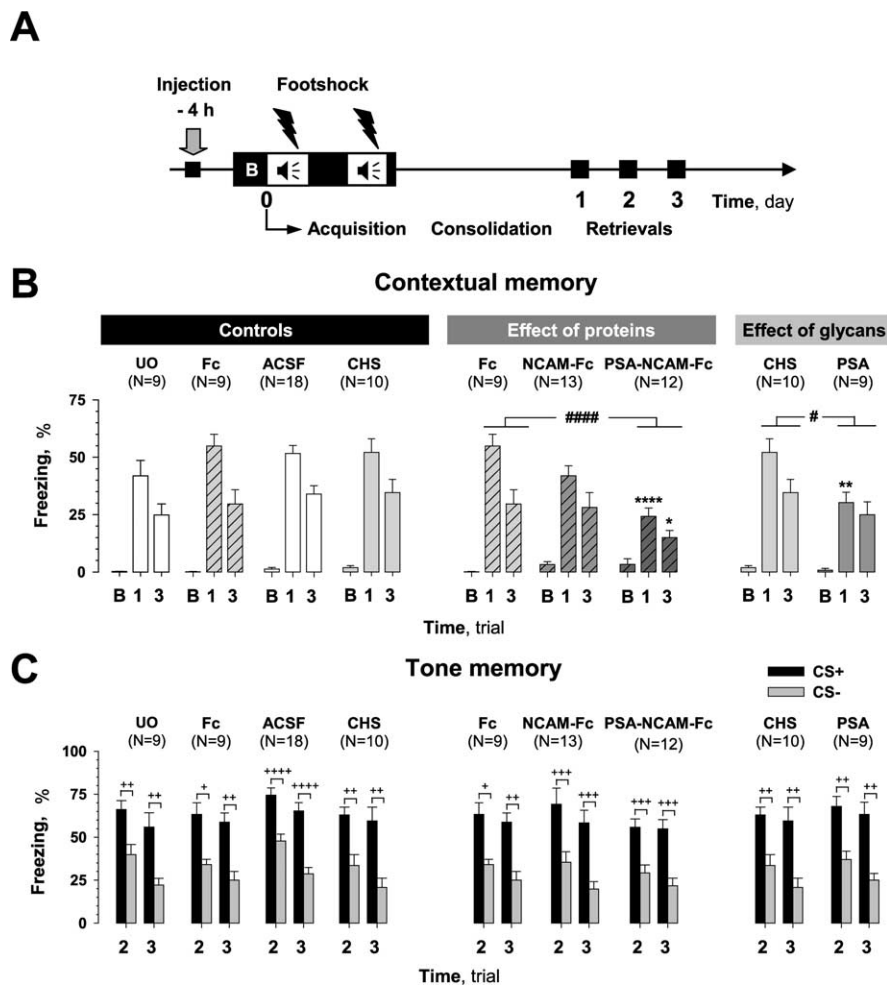 A
Injection
- 4 h
Footshock
B
0
1 2 3 Time, day
Acquisition Consolidation Retrievals
B
Contextual memory
Controls Effect of proteins Effect of glycans
UO Fc ACSF CHS Fc NCAM-Fc PSA-NCAM-Fc CHS PSA
(N=9) (N=9) (N=18) (N=10) (N=9) (N=13) (N=12) (N=10) (N=9)
Freezing, %
75
50
25
0
#### #
**** * **
B 1 3 B 1 3 B 1 3 B 1 3 B 1 3 B 1 3 B 1 3 B 1 3 B 1 3
Time, trial
C
Tone memory
CS+
CS-
UO Fc ACSF CHS Fc NCAM-Fc PSA-NCAM-Fc CHS PSA
(N=9) (N=9) (N=18) (N=10) (N=9) (N=13) (N=12) (N=10) (N=9)
Freezing, %
100
75
50
25
0
++ ++ + ++ ++++ ++++ ++ ++ + ++ +++ +++ +++ +++ ++ ++ ++ ++
2 3 2 3 2 3 2 3 2 3 2 3 2 3 2 3 2 3
Time, trial